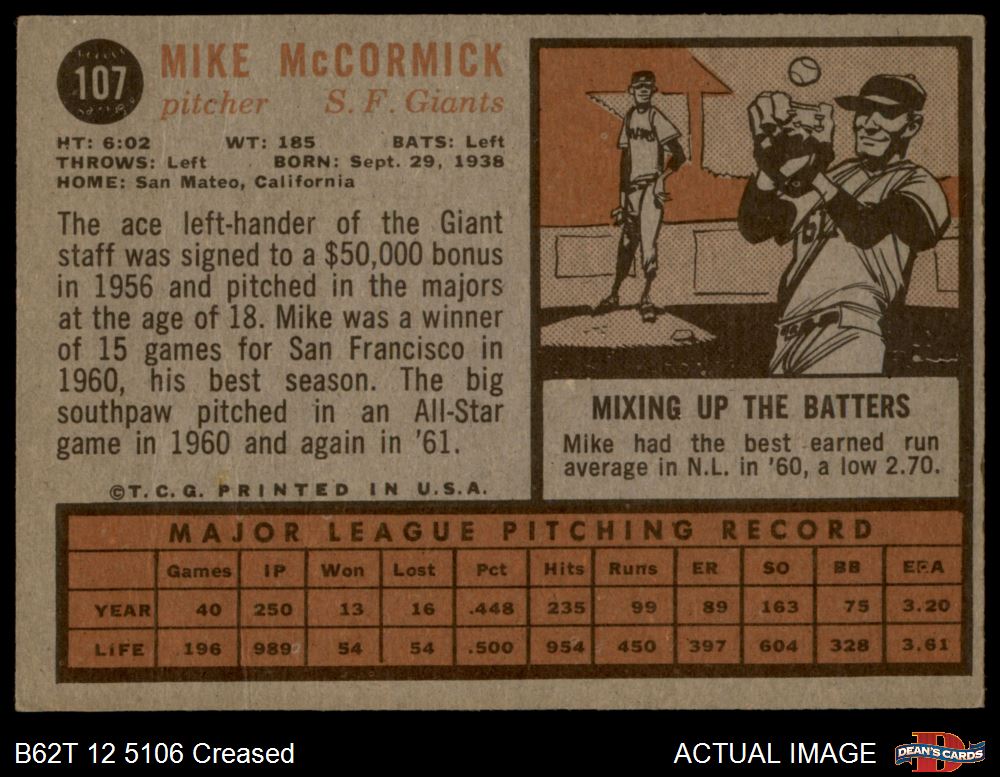 107
MIKE McCORMICK
pitcher S. F. Giants
HT: 6:02 WT: 185 BATS: Left
THROWS: Left BORN: Sept. 29, 1938
HOME: San Mateo, California
The ace left-hander of the Giant
staff was signed to a $50,000 bonus
in 1956 and pitched in the majors
at the age of 18. Mike was a winner
of 15 games for San Francisco in
1960, his best season. The big
southpaw pitched in an All-Star
game in 1960 and again in '61.
©T.C.G. PRINTED IN U.S.A.
MIXING UP THE BATTERS
Mike had the best earned run
average in N.L. in '60, a low 2.70.
MAJOR LEAGUE PITCHING RECORD
Games IP Won Lost Pct Hits Runs ER SO BB ERA
YEAR 40 250 13 16 .448 235 99 89 163 75 3.20
LIFE 196 989 54 54 .500 954 450 397 604 328 3.61
B62T 12 5106 Creased
ACTUAL IMAGE
DEAN'S CARDS